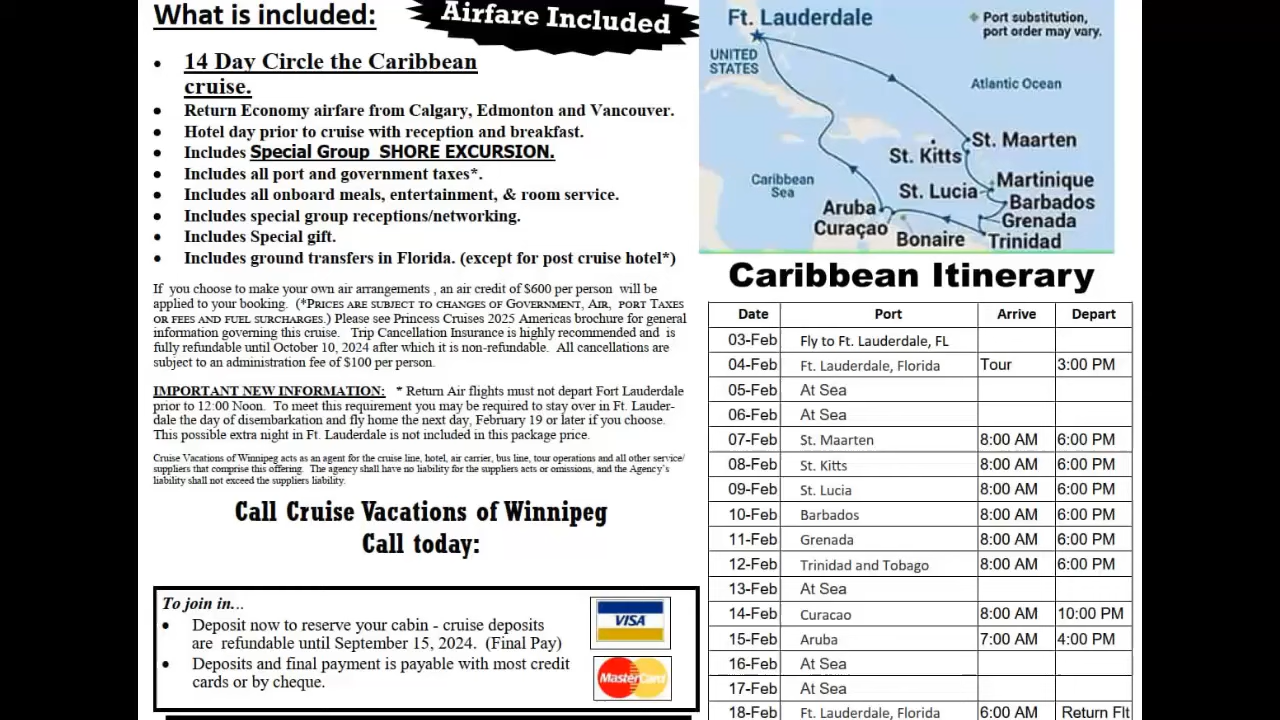 What is included:
Airfare Included
• 14 Day Circle the Caribbean
cruise.
• Return Economy airfare from Calgary, Edmonton and Vancouver.
• Hotel day prior to cruise with reception and breakfast.
• Includes Special Group SHORE EXCURSION.
• Includes all port and government taxes*.
• Includes all onboard meals, entertainment, & room service.
• Includes special group receptions/networking.
• Includes Special gift.
• Includes ground transfers in Florida. (except for post cruise hotel*)
If you choose to make your own air arrangements , an air credit of $600 per person will be
applied to your booking. (*PRICES ARE SUBJECT TO CHANGES OF GOVERNMENT, AIR, PORT TAXES
OR FEES AND FUEL SURCHARGES.) Please see Princess Cruises 2025 Americas brochure for general
information governing this cruise. Trip Cancellation Insurance is highly recommended and is
fully refundable until October 10, 2024 after which it is non-refundable. All cancellations are
subject to an administration fee of $100 per person.
IMPORTANT NEW INFORMATION: * Return Air flights must not depart Fort Lauderdale
prior to 12:00 Noon. To meet this requirement you may be required to stay over in Ft. Lauder-
dale the day of disembarkation and fly home the next day, February 19 or later if you choose.
This possible extra night in Ft. Lauderdale is not included in this package price.
Cruise Vacations of Winnipeg acts as an agent for the cruise line, hotel, air carrier, bus line, tour operations and all other service/
suppliers that comprise this offering. The agency shall have no liability for the suppliers acts or omissions, and the Agency's
liability shall not exceed the suppliers liability.
Call Cruise Vacations of Winnipeg
Call today:
To join in...
• Deposit now to reserve your cabin - cruise deposits
are refundable until September 15, 2024. (Final Pay)
• Deposits and final payment is payable with most credit
cards or by cheque.
VISA
MasterCard
Ft. Lauderdale
Port substitution,
port order may vary.
UNITED
STATES
Atlantic Ocean
St. Maarten
St. Kitts
Caribbean
Sea
St. Lucia
Martinique
Barbados
Aruba
Grenada
Curaçao
Bonaire
Trinidad
Caribbean Itinerary
Date Port Arrive Depart
03-Feb Fly to Ft. Lauderdale, FL
04-Feb Ft. Lauderdale, Florida Tour 3:00 PM
05-Feb At Sea
06-Feb At Sea
07-Feb St. Maarten 8:00 AM 6:00 PM
08-Feb St. Kitts 8:00 AM 6:00 PM
09-Feb St. Lucia 8:00 AM 6:00 PM
10-Feb Barbados 8:00 AM 6:00 PM
11-Feb Grenada 8:00 AM 6:00 PM
12-Feb Trinidad and Tobago 8:00 AM 6:00 PM
13-Feb At Sea
14-Feb Curacao 8:00 AM 10:00 PM
15-Feb Aruba 7:00 AM 4:00 PM
16-Feb At Sea
17-Feb At Sea
18-Feb Ft. Lauderdale, Florida 6:00 AM Return Flt